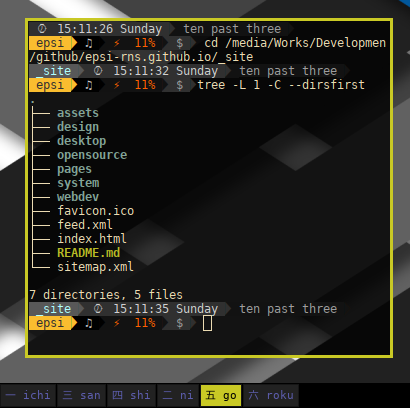 ⌚ 15:11:26 Sunday ten past three
epsi ♫ ⚡ 11% $ cd /media/Works/Developmen
/github/epsi-rns.github.io/_site
site ⌚ 15:11:32 Sunday ten past three
epsi ♫ ⚡ 11% $ tree -L 1 -C --dirsfirst
.
├── assets
├── design
├── desktop
├── opensource
├── pages
├── system
├── webdev
├── favicon.ico
├── feed.xml
├── index.html
├── README.md
└── sitemap.xml
7 directories, 5 files
site ⌚ 15:11:35 Sunday ten past three
epsi ♫ ⚡ 11% $
一 ichi 三 san 四 shi 二 ni 五 go 六 roku